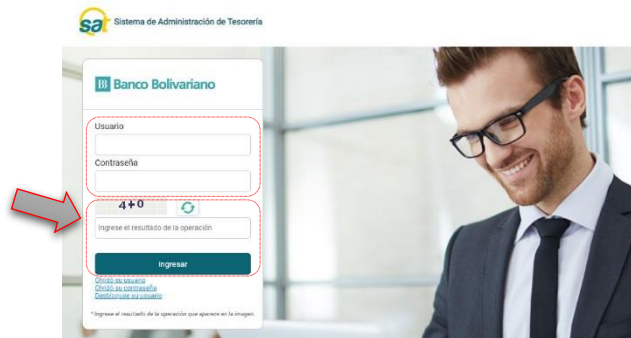 sat Sistema de Administración de Tesorería
BB Banco Bolivariano
Usuario
Contraseña
4+0
Ingrese el resultado de la operación
Ingresar
Olvidó su usuario
Olvidó su contraseña
Desbloquee su usuario
* Ingrese el resultado de la operación que aparece en la imagen.